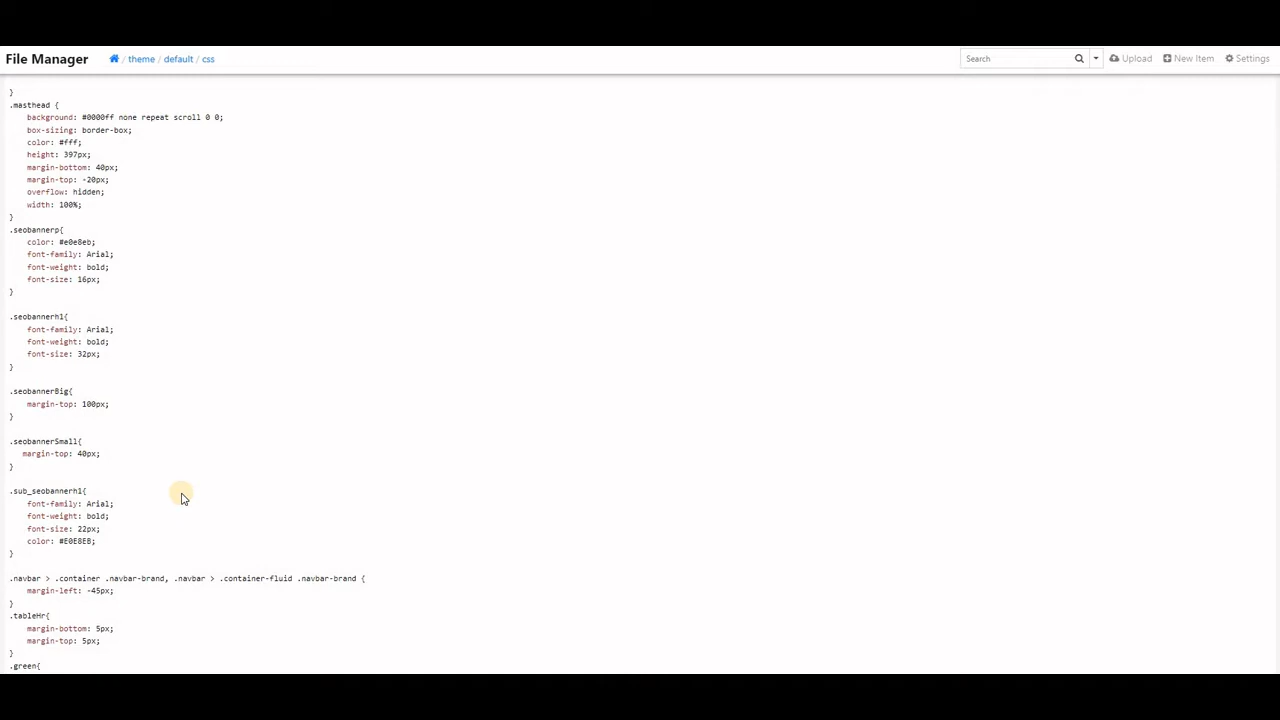 File Manager
/ theme / default / css
Search
Upload
New Item
Settings
}
.masthead {
background: #0000ff none repeat scroll 0 0;
box-sizing: border-box;
color: #fff;
height: 397px;
margin-bottom: 40px;
margin-top: -20px;
overflow: hidden;
width: 100%;
}
.seobannerp{
color: #e0e8eb;
font-family: Arial;
font-weight: bold;
font-size: 16px;
}
.seobannerh1{
font-family: Arial;
font-weight: bold;
font-size: 32px;
}
.seobannerBig{
margin-top: 100px;
}
.seobannerSmall{
margin-top: 40px;
}
.sub_seobannerh1{
font-family: Arial;
font-weight: bold;
font-size: 22px;
color: #E0E8EB;
}
.navbar > .container .navbar-brand, .navbar > .container-fluid .navbar-brand {
margin-left: -45px;
}
.tableHr{
margin-bottom: 5px;
margin-top: 5px;
}
.green{